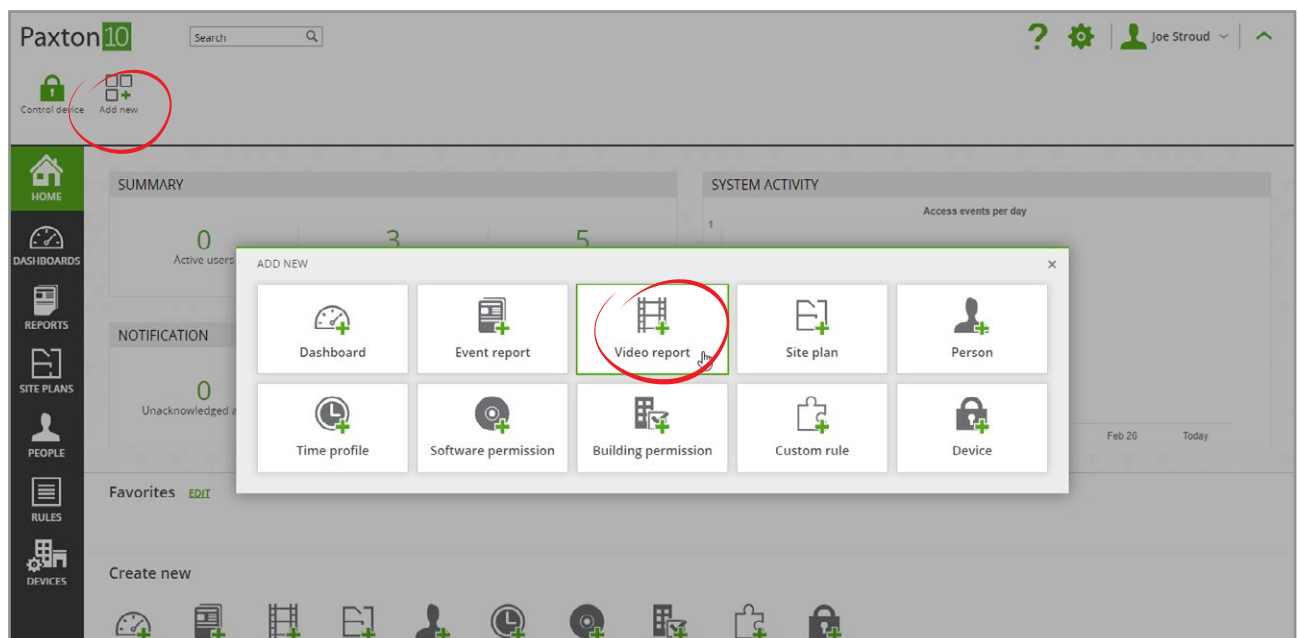 Paxton10
Search
Joe Stroud
Control device
Add new
HOME
DASHBOARDS
REPORTS
SITE PLANS
PEOPLE
RULES
DEVICES
SUMMARY
0
Active users
3
5
SYSTEM ACTIVITY
Access events per day
1
Feb 26
Today
NOTIFICATION
0
Unacknowledged a
ADD NEW
Dashboard
Event report
Video report
Site plan
Person
Time profile
Software permission
Building permission
Custom rule
Device
Favorites EDIT
Create new